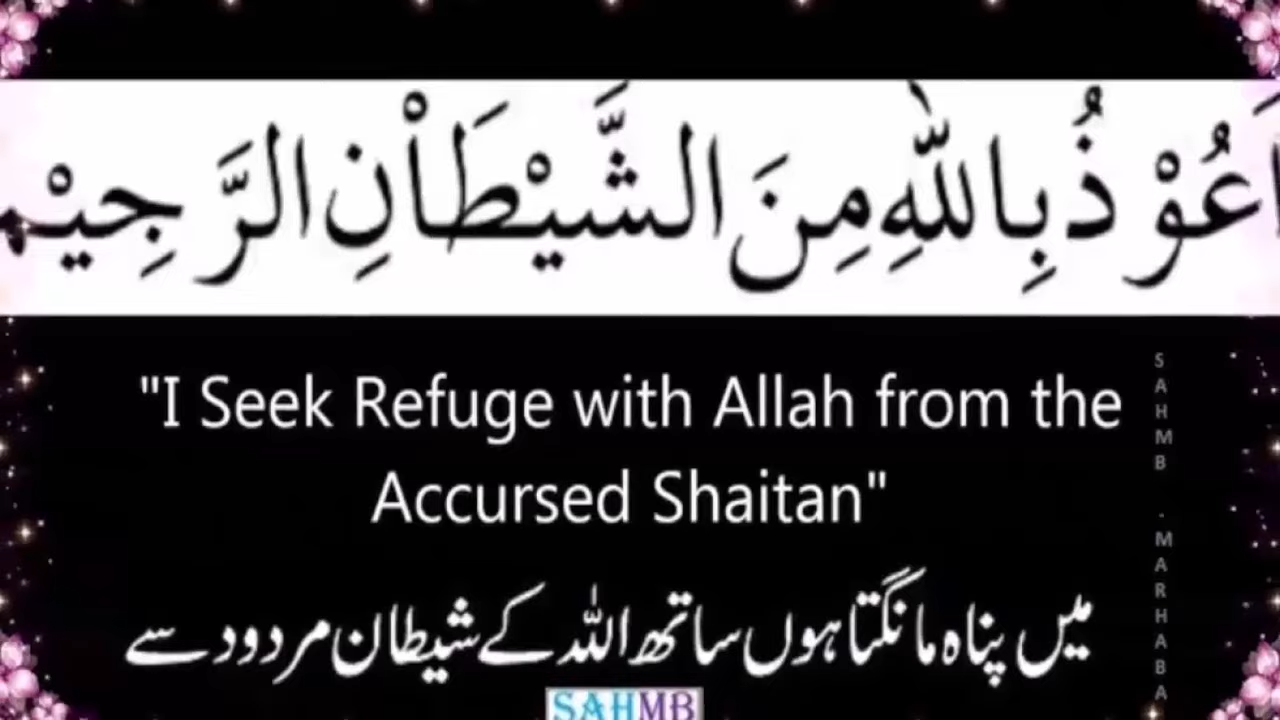 اَعُوْذُ بِاللّٰهِ مِنَ الشَّيْطَاْنِ الرَّجِيْم
"I Seek Refuge with Allah from the
Accursed Shaitan"
میں پناہ مانگتا ہوں ساتھ اللہ کے شیطان مردود سے
SAHMB
SAHMB - MARHABA